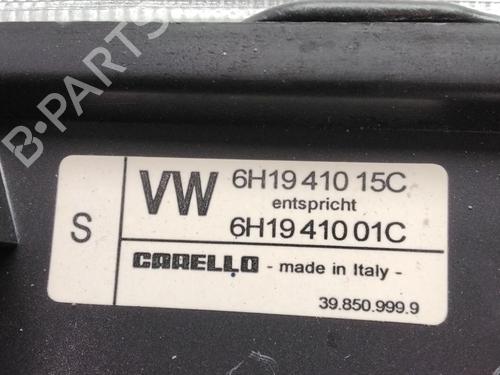 B-PARTS
S
VW
6H19 410 15C
entspricht
6H19 410 01C
CARELLO - made in Italy -
39.850.999.9